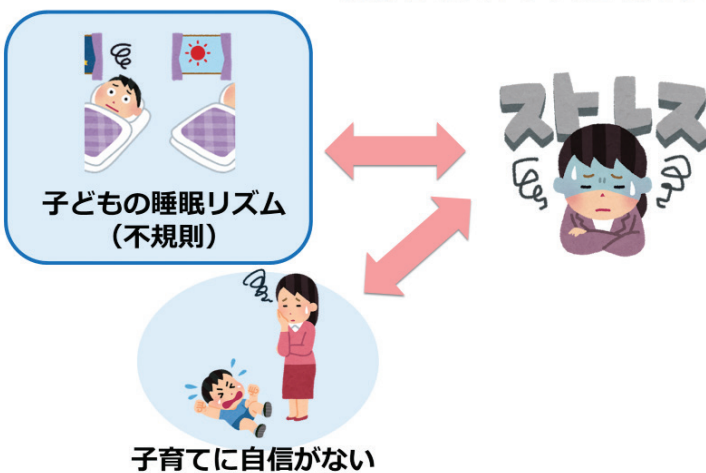 ストレス
子どもの睡眠リズム
（不規則）
子育てに自信がない